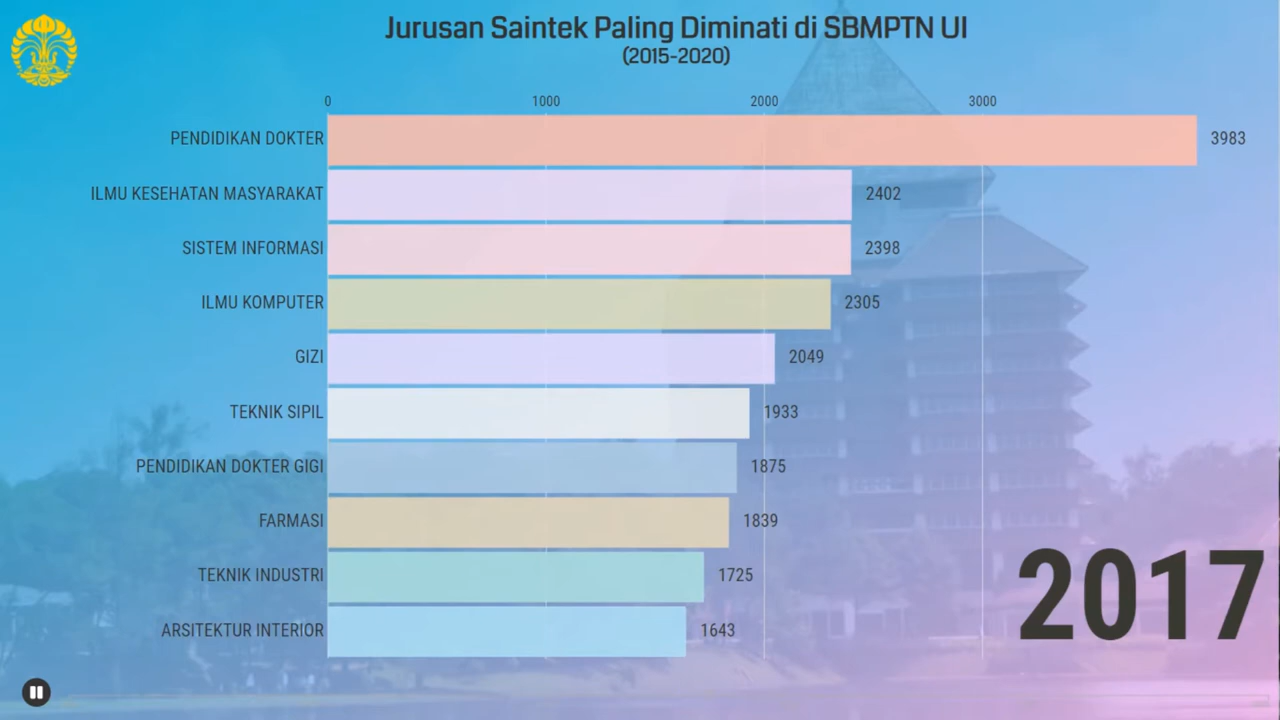 Jurusan Saintek Paling Diminati di SBMPTN UI
(2015-2020)
0 1000 2000 3000
PENDIDIKAN DOKTER 3983
ILMU KESEHATAN MASYARAKAT 2402
SISTEM INFORMASI 2398
ILMU KOMPUTER 2305
GIZI 2049
TEKNIK SIPIL 1933
PENDIDIKAN DOKTER GIGI 1875
FARMASI 1839
TEKNIK INDUSTRI 1725
ARSITEKTUR INTERIOR 1643
2017